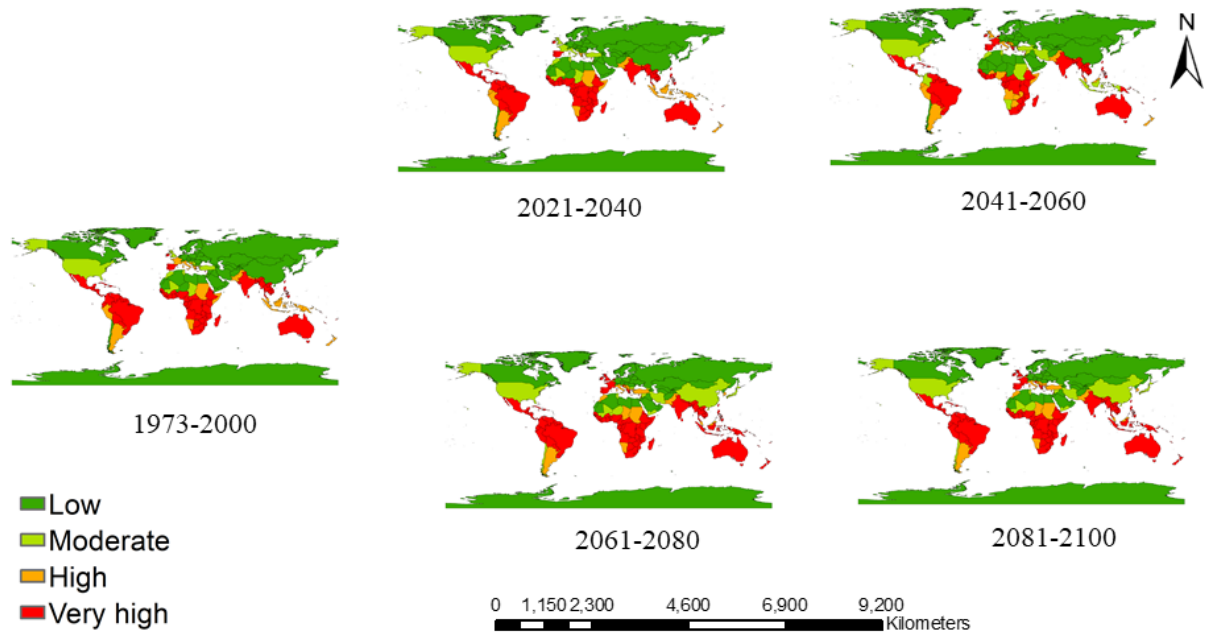 N
2021-2040
2041-2060
1973-2000
2061-2080
2081-2100
Low
Moderate
High
Very high
0 1,150 2,300 4,600 6,900 9,200
Kilometers